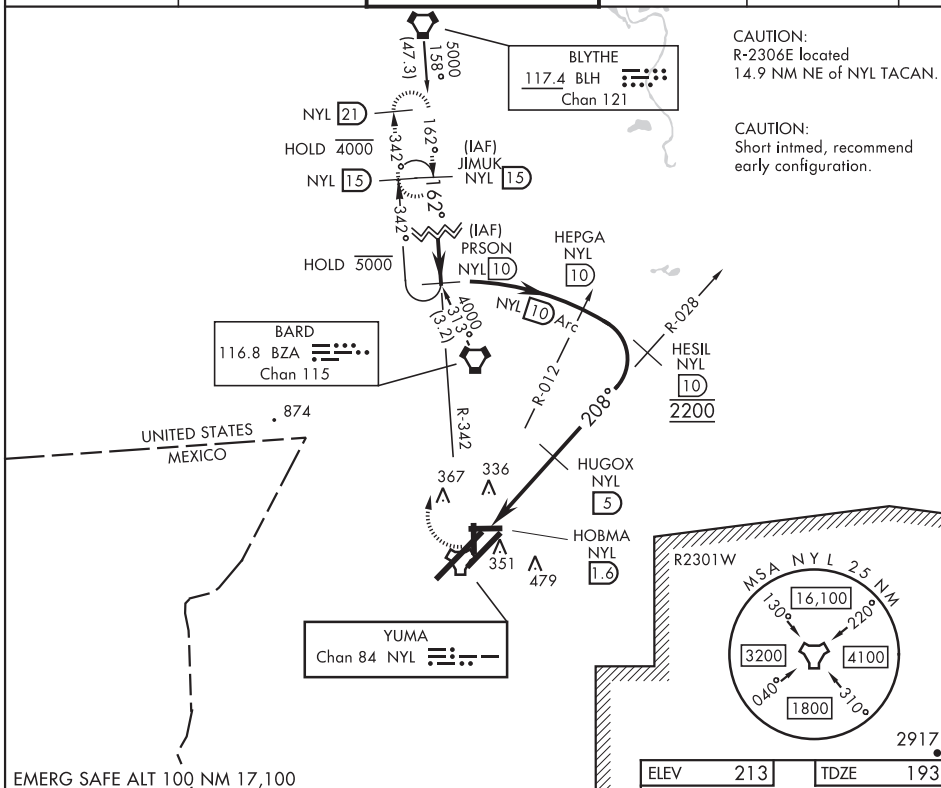 5000
158°
(47.3)
BLYTHE
117.4 BLH
Chan 121
CAUTION:
R-2306E located
14.9 NM NE of NYL TACAN.
CAUTION:
Short intmed, recommend
early configuration.
NYL 21
HOLD 4000
342°
162°
NYL 15
(IAF)
JIMUK
NYL 15
162°
342°
HOLD 5000
(IAF)
PRSON
NYL 10
HEPGA
NYL
10
NYL 10 Arc
R-028
HESIL
NYL
10
2200
4000
313°
(3.2)
BARD
116.8 BZA
Chan 115
R-012
208°
R-342
874
UNITED STATES
MEXICO
HUGOX
NYL
5
367
336
HOBMA
NYL
1.6
351
479
YUMA
Chan 84 NYL
R2301W
MSA NYL 25 NM
130°
16,100
220°
3200
4100
040°
1800
310°
2917
EMERG SAFE ALT 100 NM 17,100
ELEV 213
TDZE 193